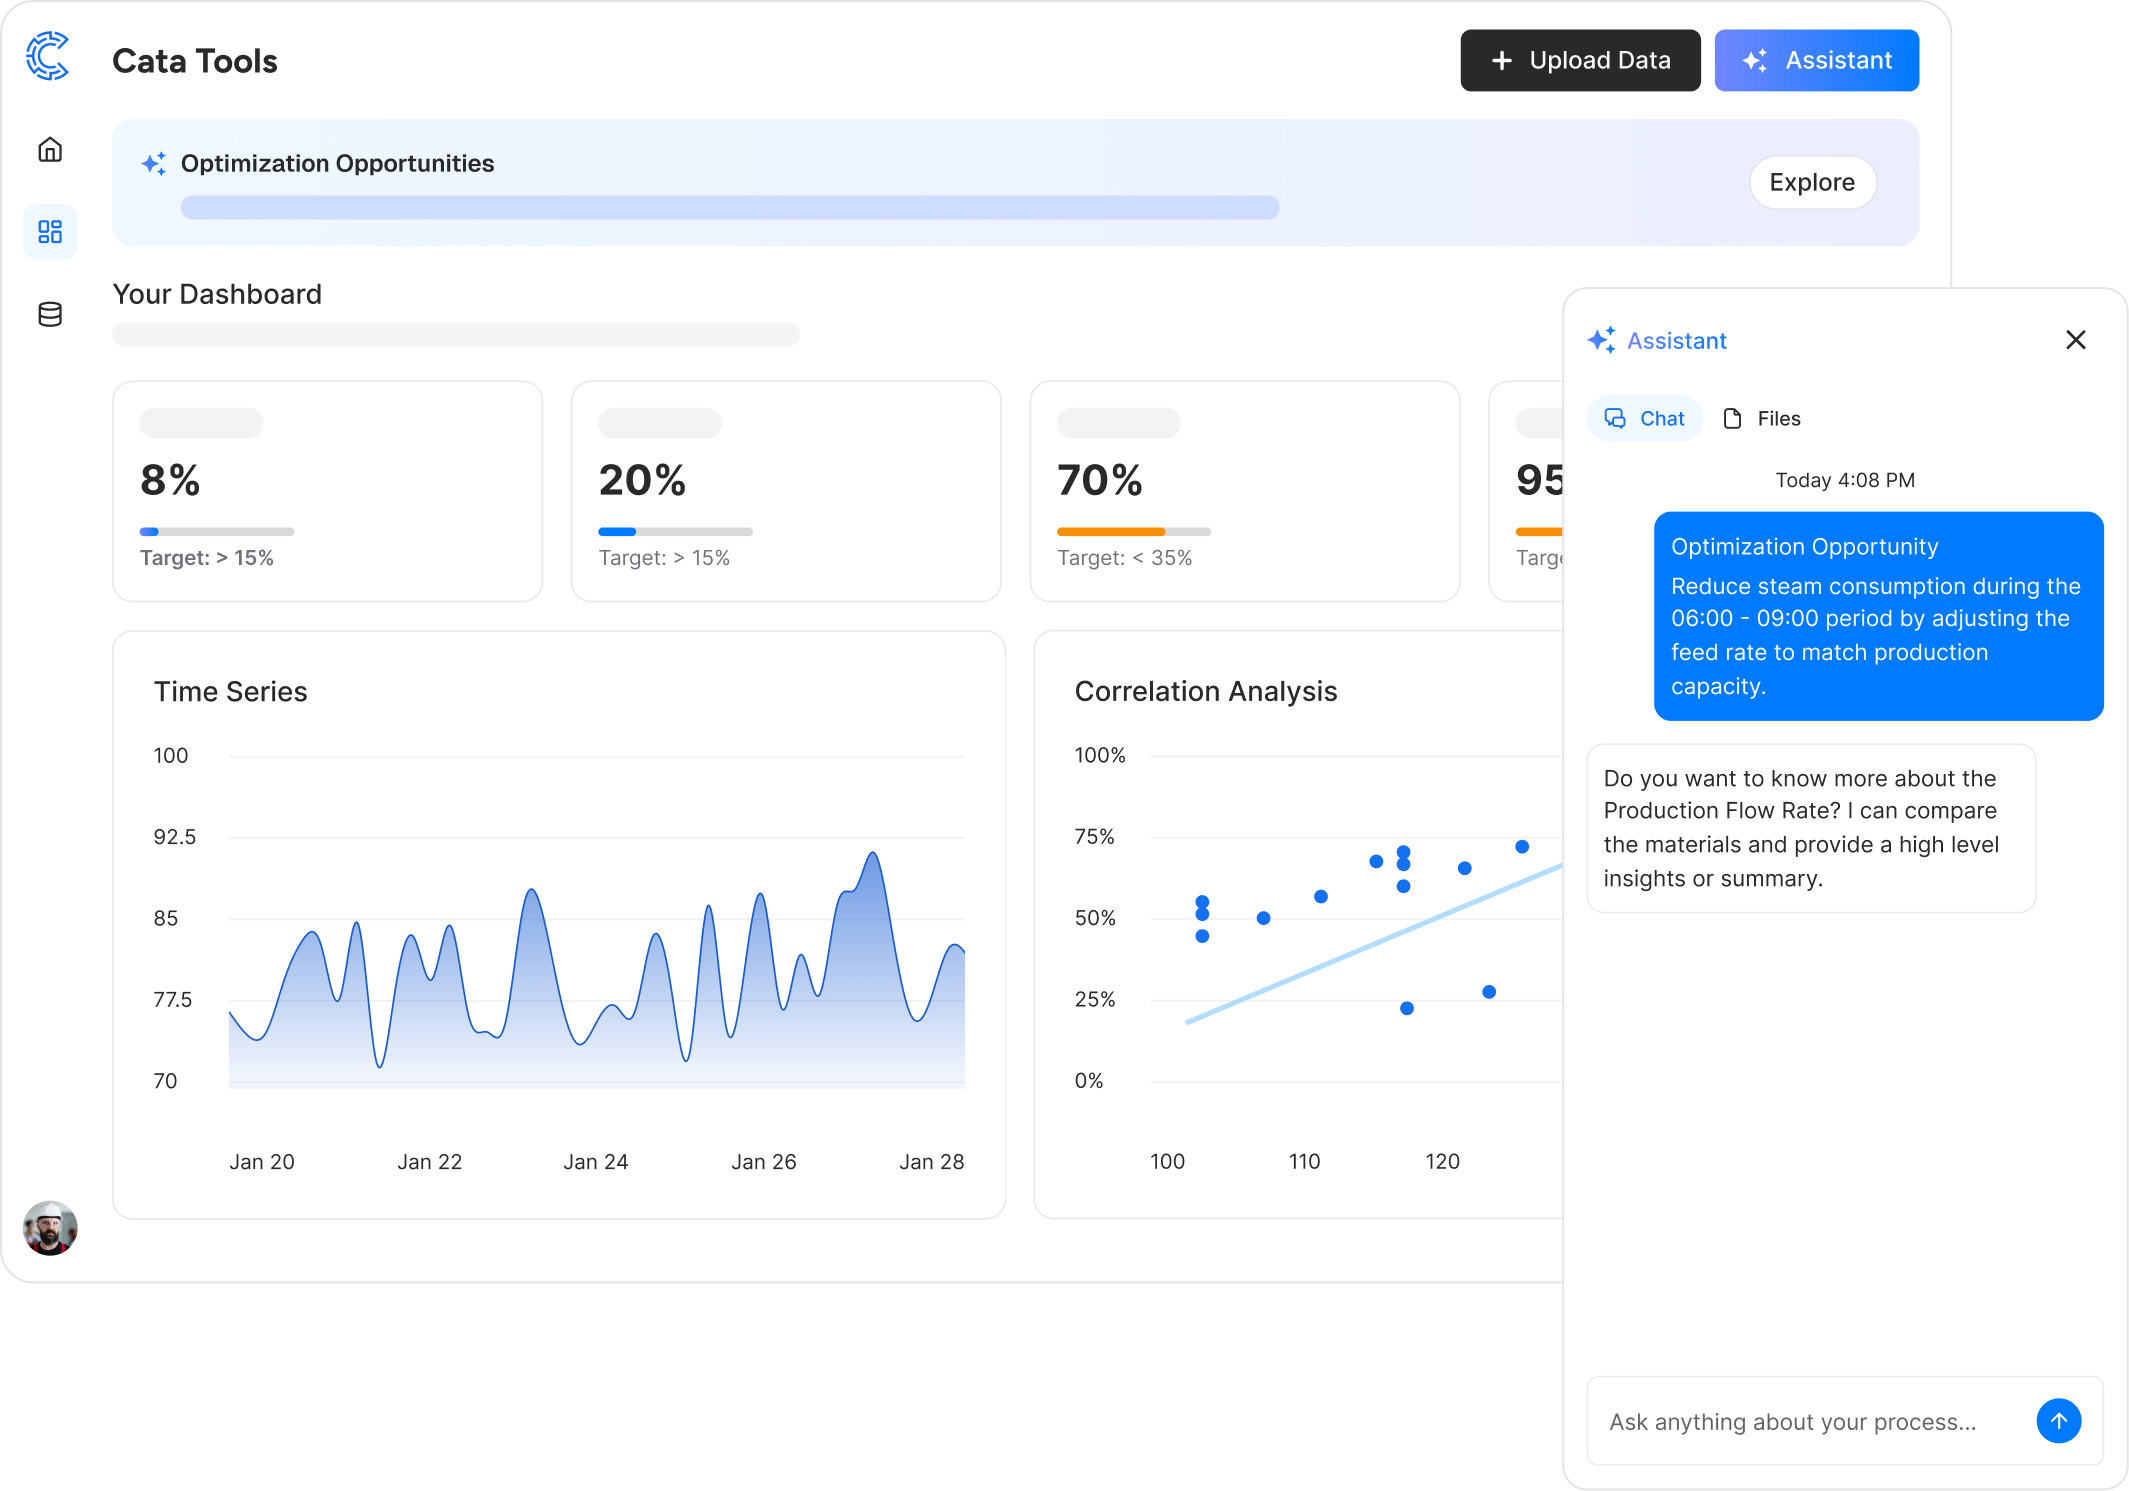 Cata Tools
Upload Data
Assistant
Optimization Opportunities
Explore
Your Dashboard
8%
Target: > 15%
20%
Target: > 15%
70%
Target: < 35%
95
Time Series
100
92.5
85
77.5
70
Jan 20
Jan 22
Jan 24
Jan 26
Jan 28
Correlation Analysis
100%
75%
50%
25%
0%
100
110
120
Assistant
Chat
Files
Today 4:08 PM
Optimization Opportunity
Reduce steam consumption during the
06:00 - 09:00 period by adjusting the
feed rate to match production
capacity.
Do you want to know more about the
Production Flow Rate? I can compare
the materials and provide a high level
insights or summary.
Ask anything about your process...